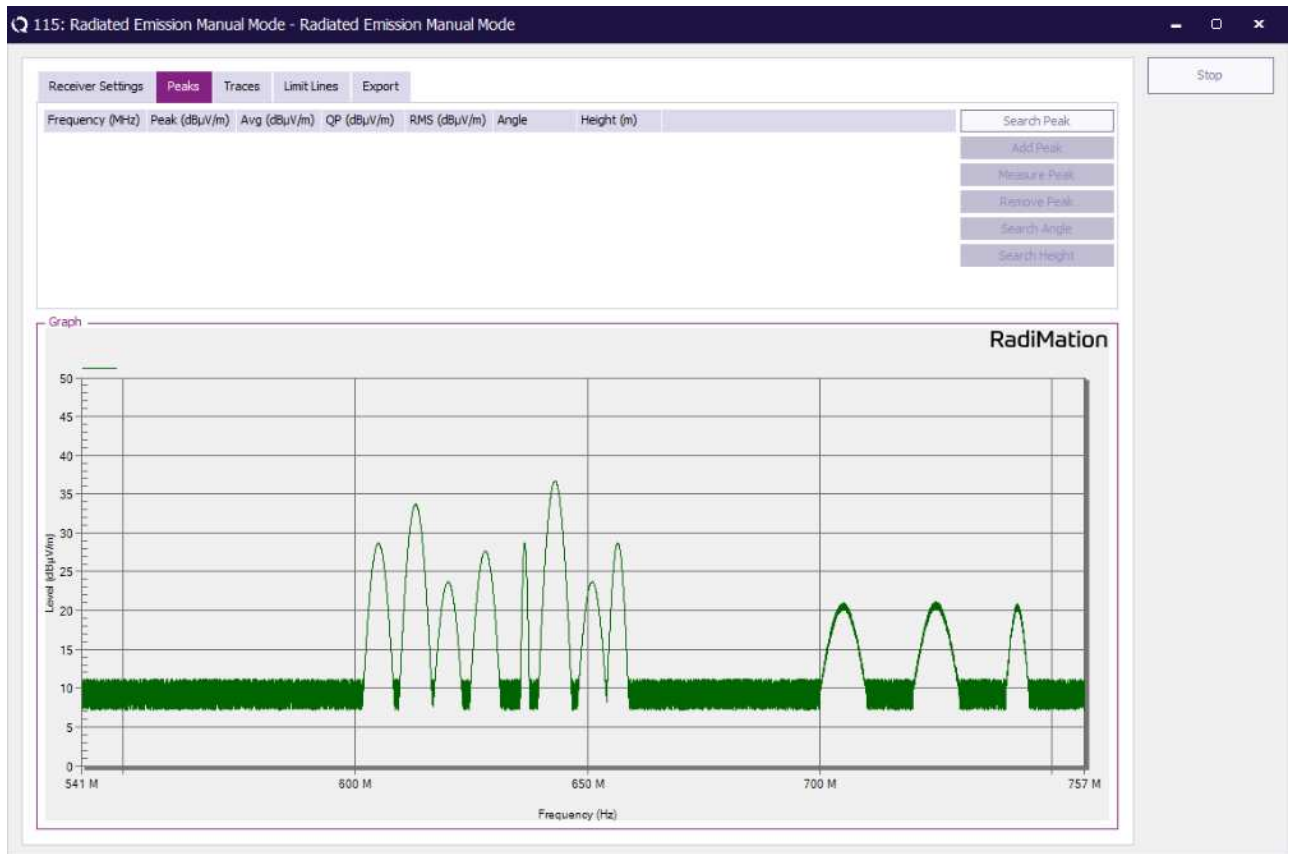 115: Radiated Emission Manual Mode - Radiated Emission Manual Mode
Stop
Receiver Settings Peaks Traces Limit Lines Export
Frequency (MHz) Peak (dBµV/m) Avg (dBµV/m) QP (dBµV/m) RMS (dBµV/m) Angle Height (m)
Search Peak
Add Peak
Measure Peak
Remove Peak
Search Angle
Search Height
Graph
RadiMation
50
45
40
35
30
25
20
15
10
5
0
Level (dBµV/m)
541 M 600 M 650 M 700 M 757 M
Frequency (Hz)